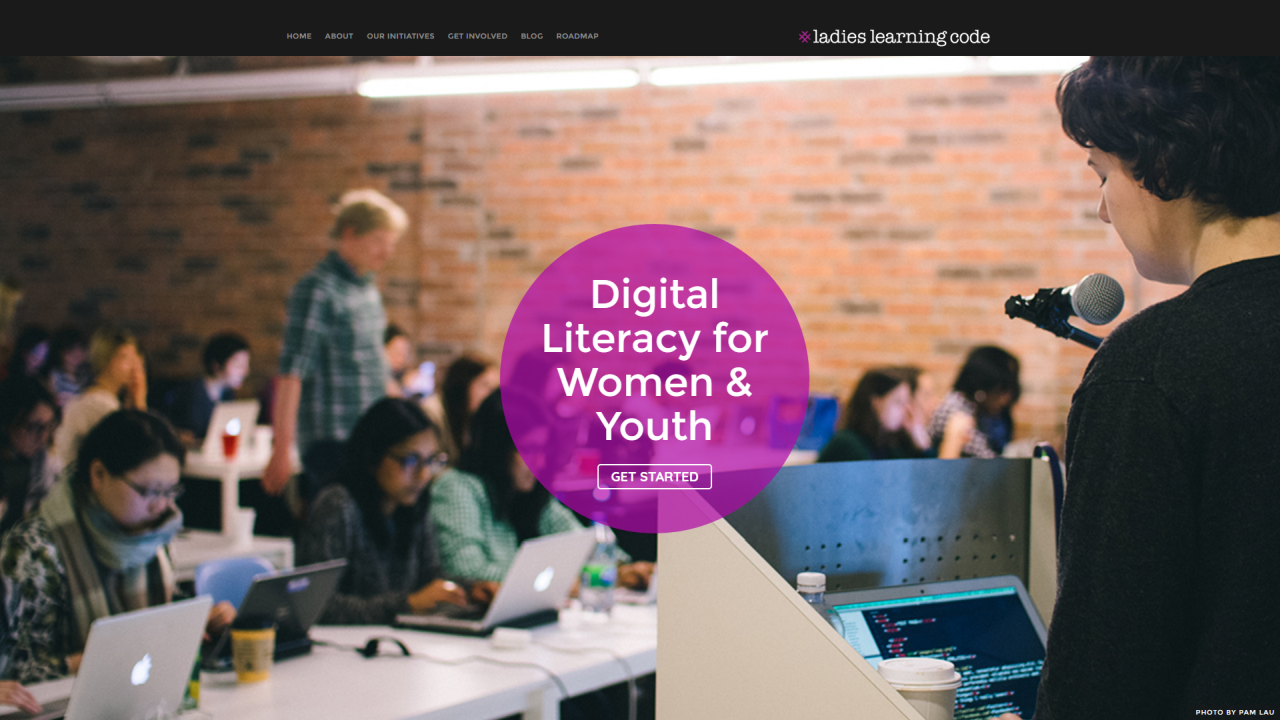 HOME ABOUT OUR INITIATIVES GET INVOLVED BLOG ROADMAP
ladies learning code
Digital
Literacy for
Women &
Youth
GET STARTED
PHOTO BY PAM LAU